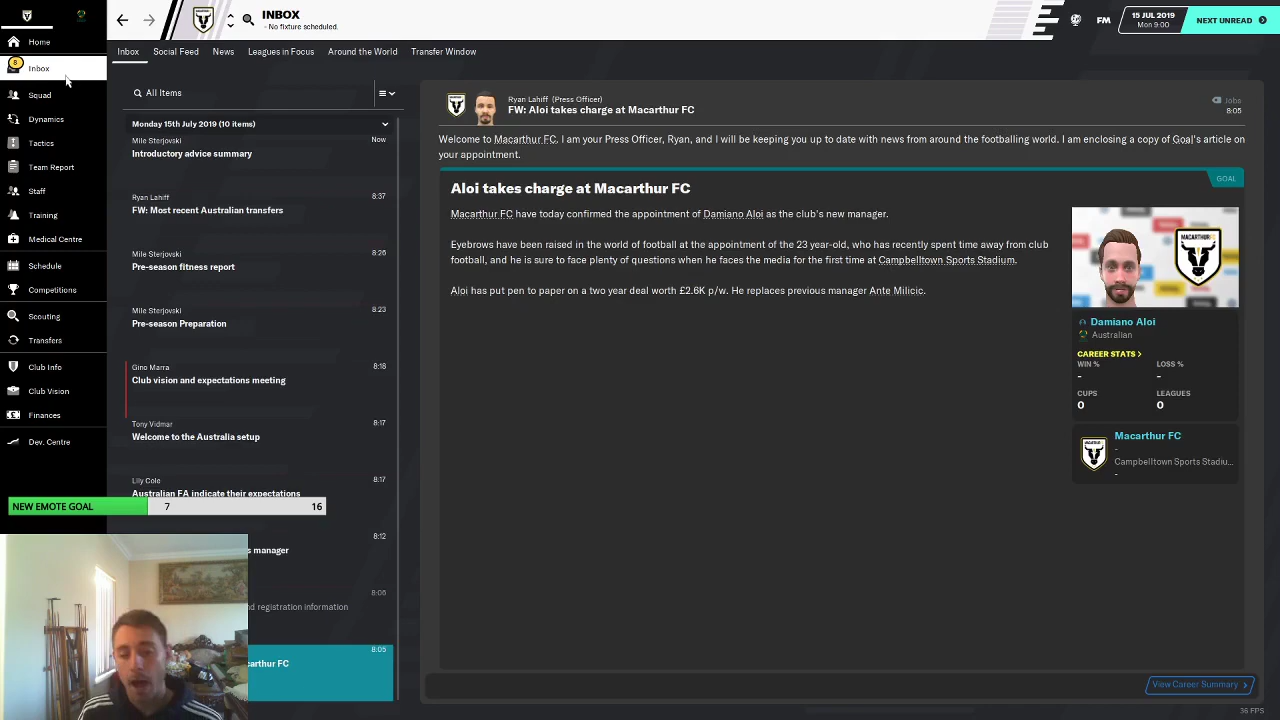 INBOX
- No fixture scheduled.
FM
15 JUL 2019
Mon 9:00
NEXT UNREAD
Home
8
Inbox
Squad
Dynamics
Tactics
Team Report
Staff
Training
Medical Centre
Schedule
Competitions
Scouting
Transfers
Club Info
Club Vision
Finances
Dev. Centre
Inbox
Social Feed
News
Leagues in Focus
Around the World
Transfer Window
All Items
Monday 15th July 2019 (10 items)
Mile Sterjovski
Now
Introductory advice summary
Ryan Lahiff
8:37
FW: Most recent Australian transfers
Mile Sterjovski
8:26
Pre-season fitness report
Mile Sterjovski
8:23
Pre-season Preparation
Gino Marra
8:18
Club vision and expectations meeting
Tony Vidmar
8:17
Welcome to the Australia setup
Lily Cole
8:17
Australian FA indicate their expectations
NEW EMOTE GOAL
7
16
8:12
manager
8:06
registration information
8:05
carthur FC
Ryan Lahiff (Press Officer)
FW: Aloi takes charge at Macarthur FC
Jobs
8:05
Welcome to Macarthur FC. I am your Press Officer, Ryan, and I will be keeping you up to date with news from around the footballing world. I am enclosing a copy of Goal's article on
your appointment.
GOAL
Aloi takes charge at Macarthur FC
Macarthur FC have today confirmed the appointment of Damiano Aloi as the club's new manager.
Eyebrows have been raised in the world of football at the appointment of the 23 year-old, who has recently spent time away from club
football, and he is sure to face plenty of questions when he faces the media for the first time at Campbelltown Sports Stadium.
Aloi has put pen to paper on a two year deal worth £2.6K p/w. He replaces previous manager Ante Milicic.
MACARTHUR FC
Damiano Aloi
Australian
CAREER STATS
WIN %
LOSS %
-
-
CUPS
LEAGUES
0
0
Macarthur FC
-
Campbelltown Sports Stadiu...
-
View Career Summary
36 FPS